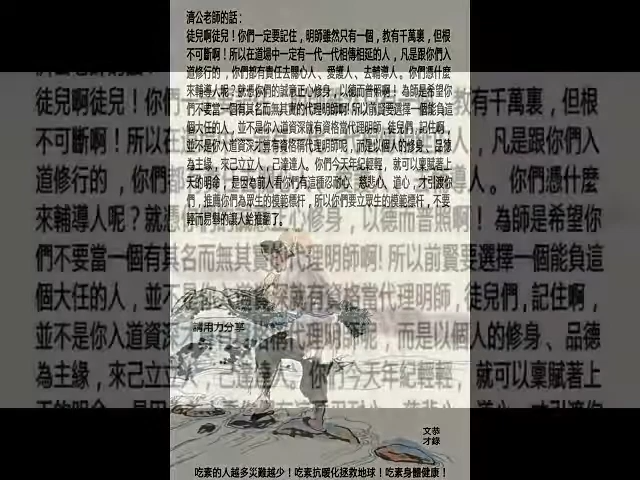 濟公老師的話：
徒兒啊徒兒！你們一定要記住，明師雖然只有一個，教有千萬裏，但根
不可斷啊！所以在道場中一定有一代一代相傳相延的人，凡是跟你們入
道修行的，你們都有責任去關心人、愛護人、去輔導人。你們憑什麼
來輔導人呢？就憑你們的誠意正心修身，以德而普照啊！為師是希望你
們不要當一個有其名而無其實的代理明師啊! 所以前賢要選擇一個能負這
個大任的人，並不是你入道資深就有資格當代理明師，徒兒們，記住啊，
並不是你入道資深才算有資格稱代理明師呢，而是以個人的修身、品德
為主緣，來己立立人，己達達人。你們今天年紀輕輕，就可以稟賦著上
天的明命，是因為前人看你們有這種忍耐心、慈悲心、道心，才引渡你
們，推薦你們為眾生的模範標杆，所以你們要立眾生的模範標杆，不要
輕而易舉的讓人給推翻了。
請用力分享
文恭
才錄
吃素的人越多災難越少！吃素抗暖化拯救地球！吃素身體健康！